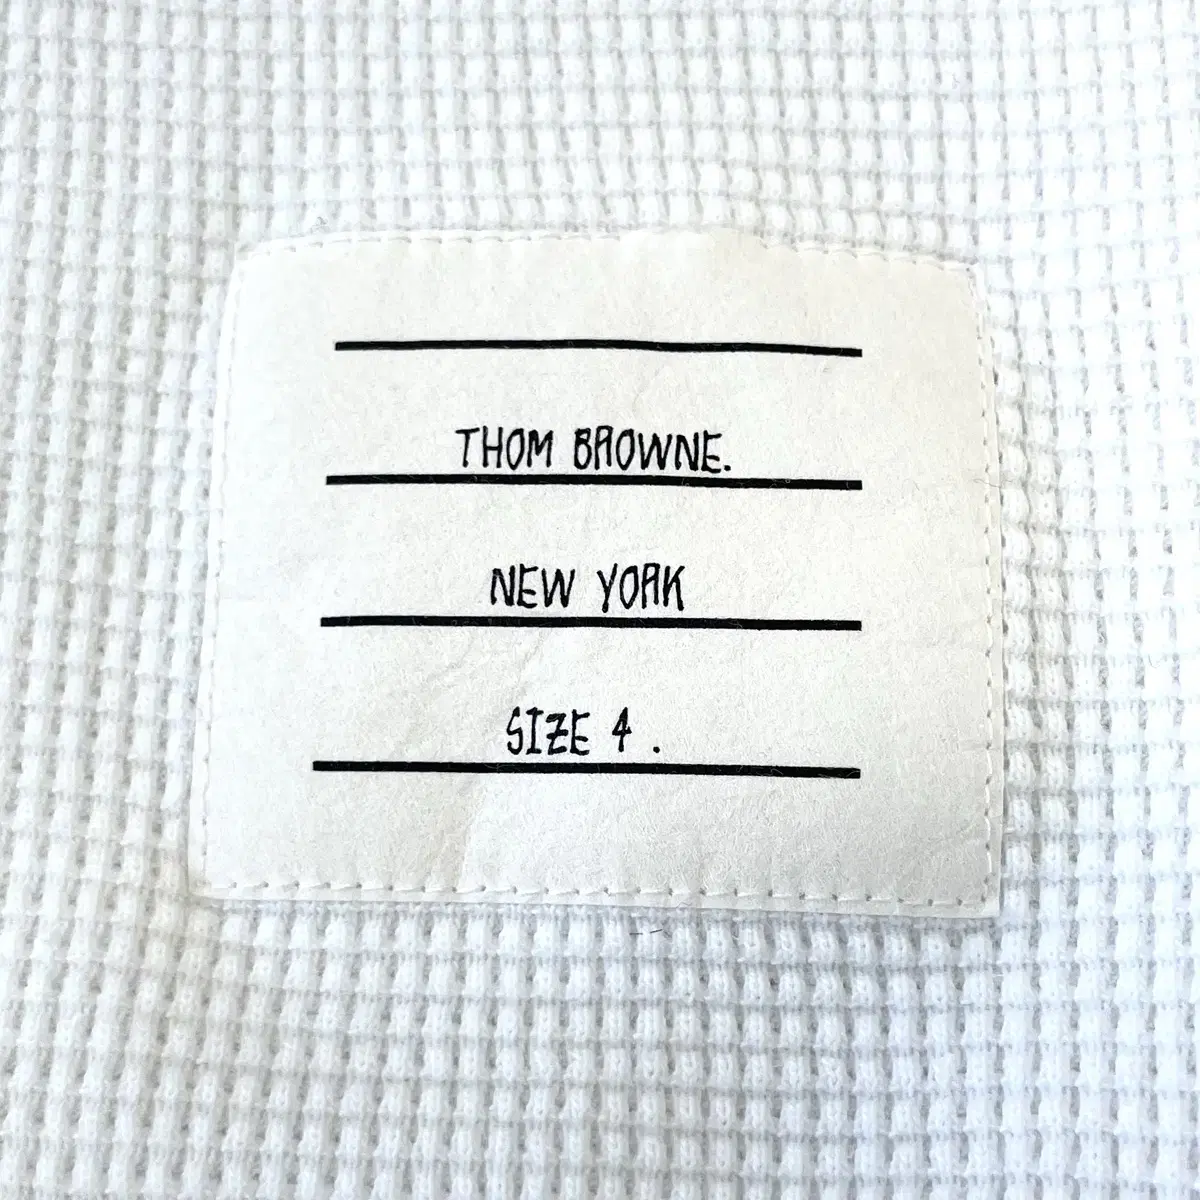 THOM BROWNE.
NEW YORK
SIZE 4 .